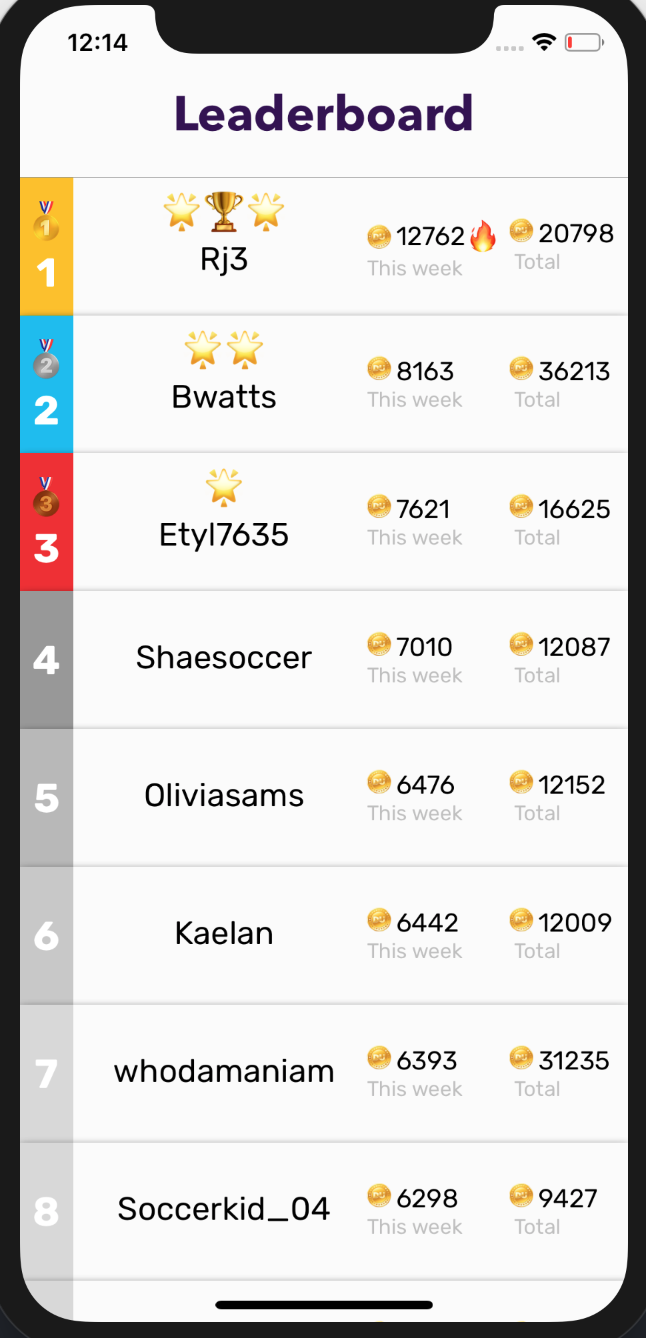 12:14
Leaderboard
1
1
Rj3
12762 20798
This week Total
2
2
Bwatts
8163 36213
This week Total
3
3
Etyl7635
7621 16625
This week Total
4
Shaesoccer
7010 12087
This week Total
5
Oliviasams
6476 12152
This week Total
6
Kaelan
6442 12009
This week Total
7
whodamaniam
6393 31235
This week Total
8
Soccerkid_04
6298 9427
This week Total